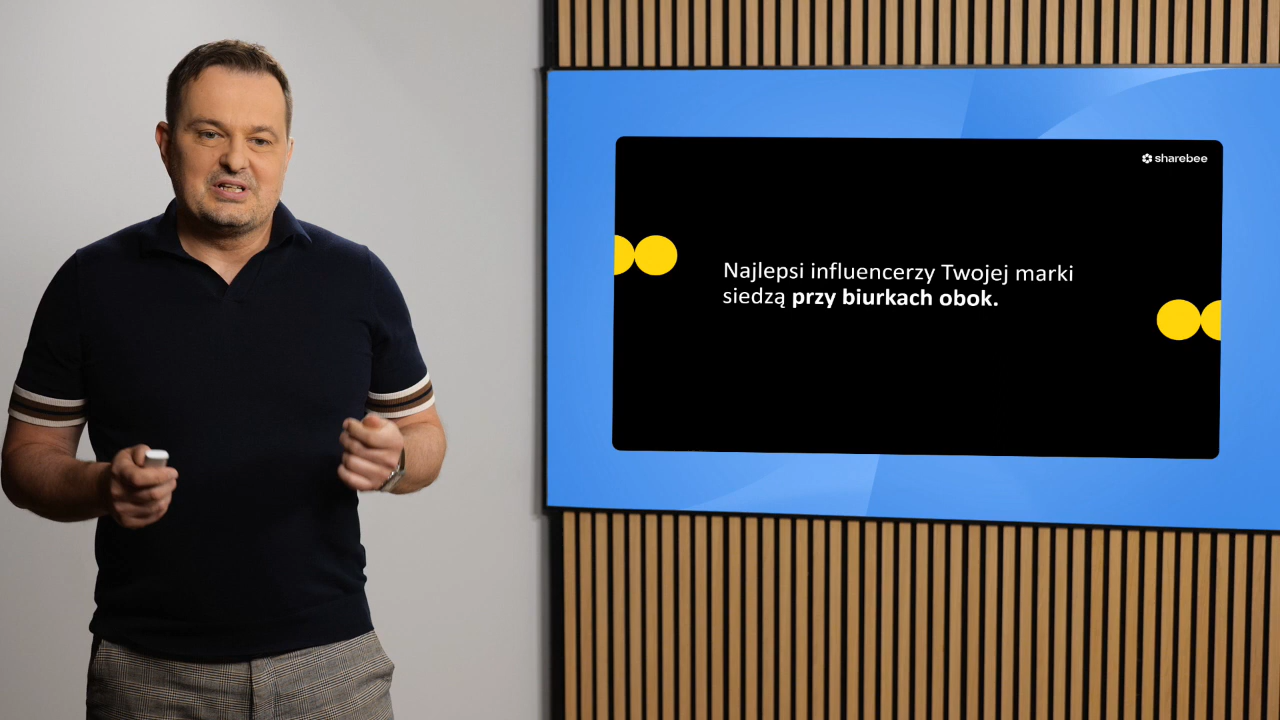 sharebee
Najlepsi influencerzy Twojej marki
siedzą przy biurkach obok.